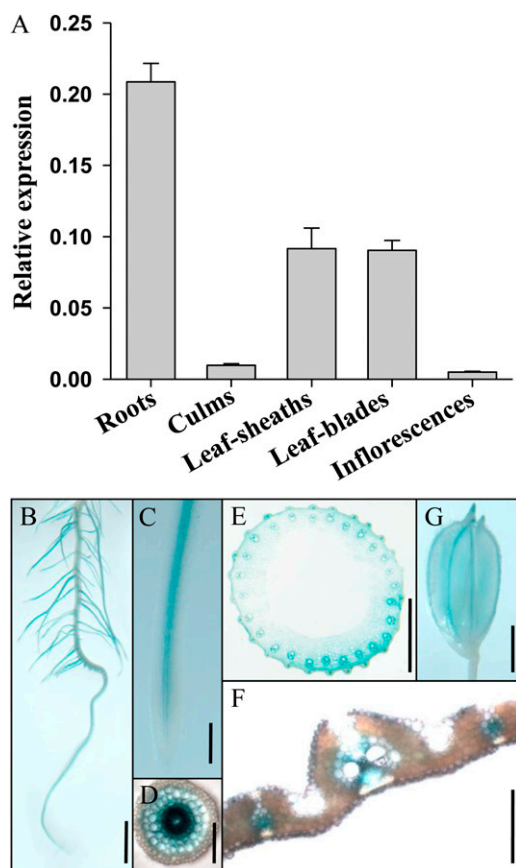 A
Relative expression
0.25
0.20
0.15
0.10
0.05
0.00
Roots
Culms
Leaf-sheaths
Leaf-blades
Inflorescences
B
C
D
E
F
G